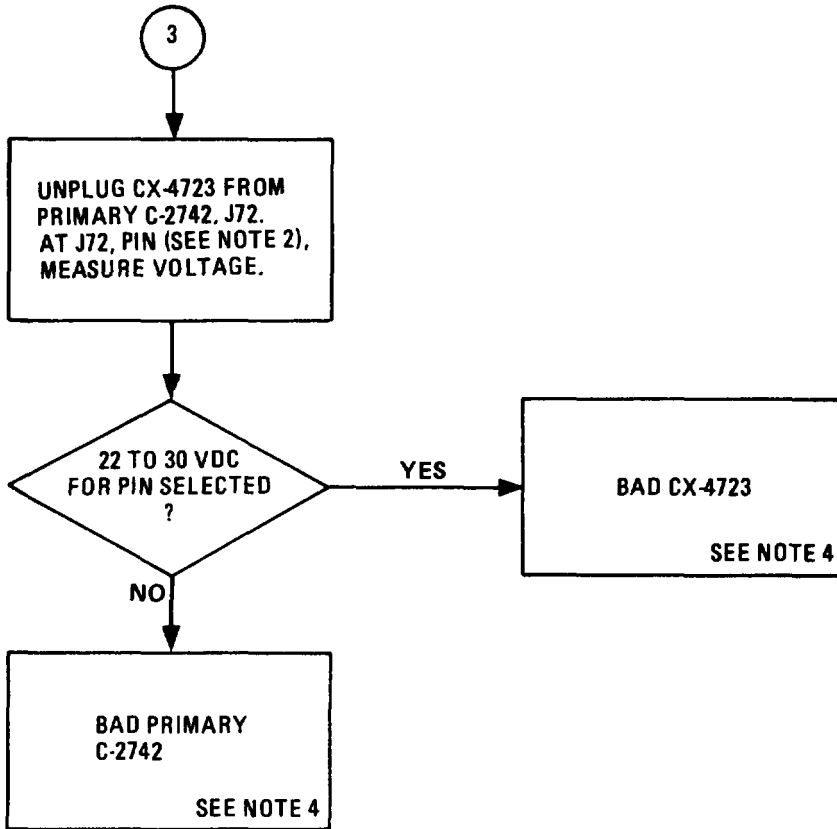 3
UNPLUG CX-4723 FROM
PRIMARY C-2742, J72.
AT J72, PIN (SEE NOTE 2),
MEASURE VOLTAGE.
22 TO 30 VDC
FOR PIN SELECTED
?
YES
BAD CX-4723
SEE NOTE 4
NO
BAD PRIMARY
C-2742
SEE NOTE 4